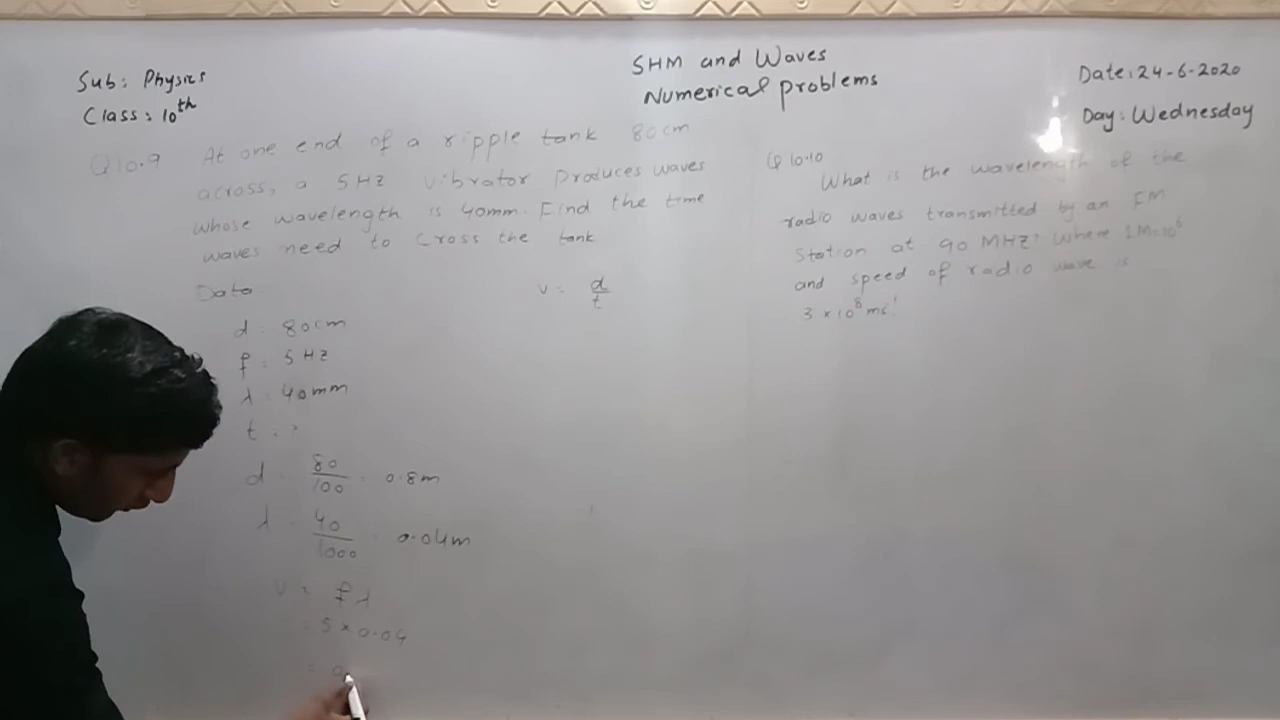 Sub: Physics
Class: 10th
SHM and Waves
Numerical problems
Date: 24-6-2020
Day: Wednesday
Q10.9 At one end of a ripple tank 80cm
across, a 5HZ vibrator produces waves
whose wavelength is 40mm. Find the time
waves need to cross the tank
Data
d = 80cm
f = 5HZ
λ = 40mm
t = ?
d = 80/100 = 0.8m
λ = 40/1000 = 0.04m
v = fλ
= 5 × 0.04
= 0.
v = d/t
Q10.10
What is the wavelength of the
radio waves transmitted by an FM
station at 90 MHZ? where 1M=10⁶
and speed of radio wave is
3 × 10⁸ ms⁻¹